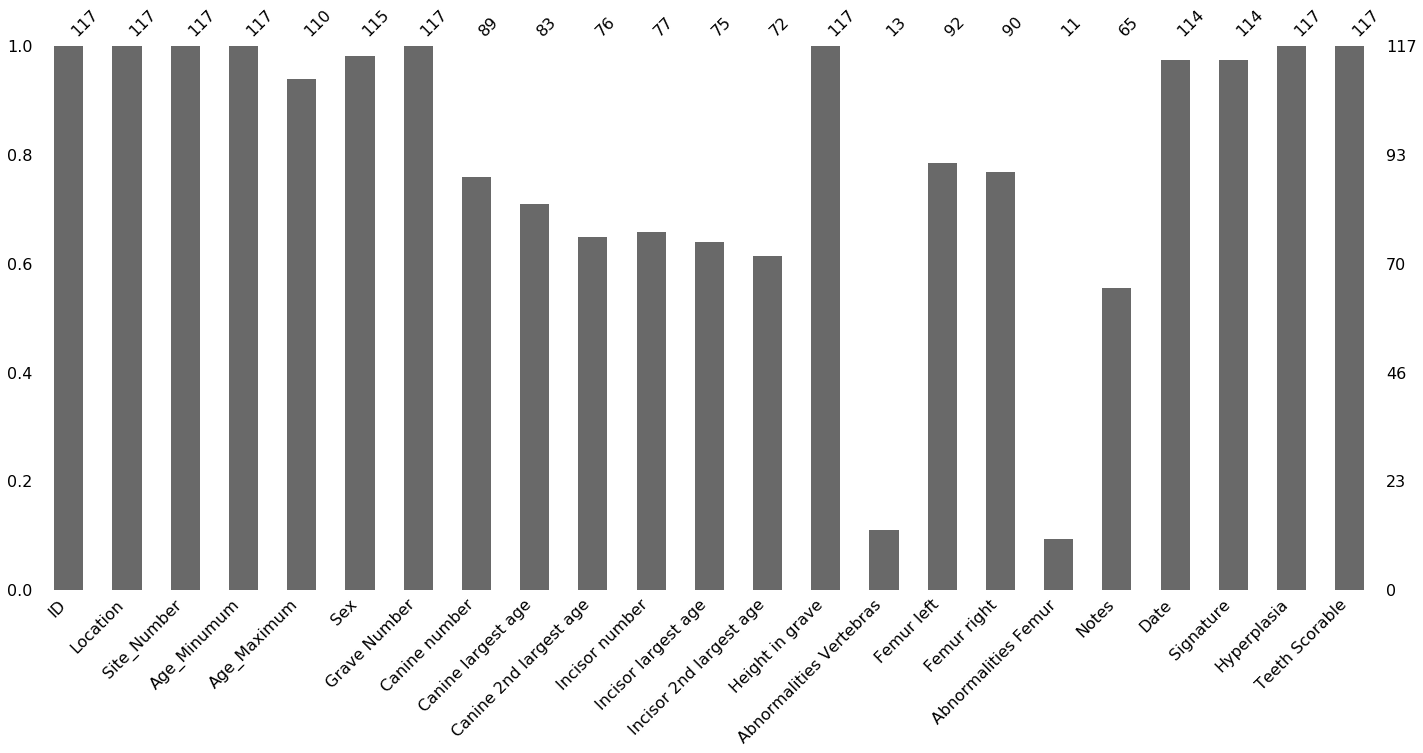 117 117 117 117 110 115 117 89 83 76 77 75 72 117 13 92 90 11 65 114 114 117 117
1.0 117
0.8 93
0.6 70
0.4 46
0.2 23
0.0 0
ID
Location
Site_Number
Age_Minumum
Age_Maximum
Sex
Grave Number
Canine number
Canine largest age
Canine 2nd largest age
Incisor number
Incisor largest age
Incisor 2nd largest age
Height in grave
Abnormalities Vertebras
Femur left
Femur right
Abnormalities Femur
Notes
Date
Signature
Hyperplasia
Teeth Scorable